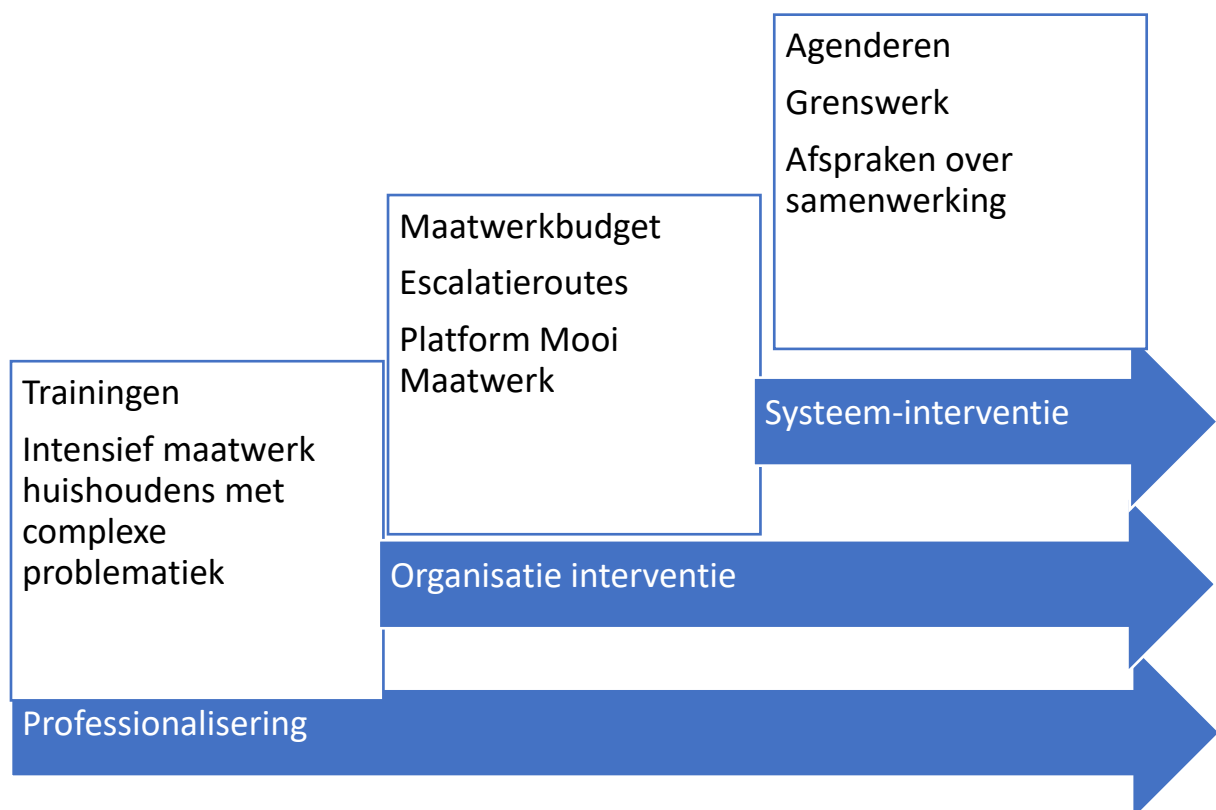 Agenderen
Grenswerk
Afspraken over
samenwerking
Systeem-interventie
Maatwerkbudget
Escalatieroutes
Platform Mooi
Maatwerk
Organisatie interventie
Trainingen
Intensief maatwerk
huishoudens met
complexe
problematiek
Professionalisering